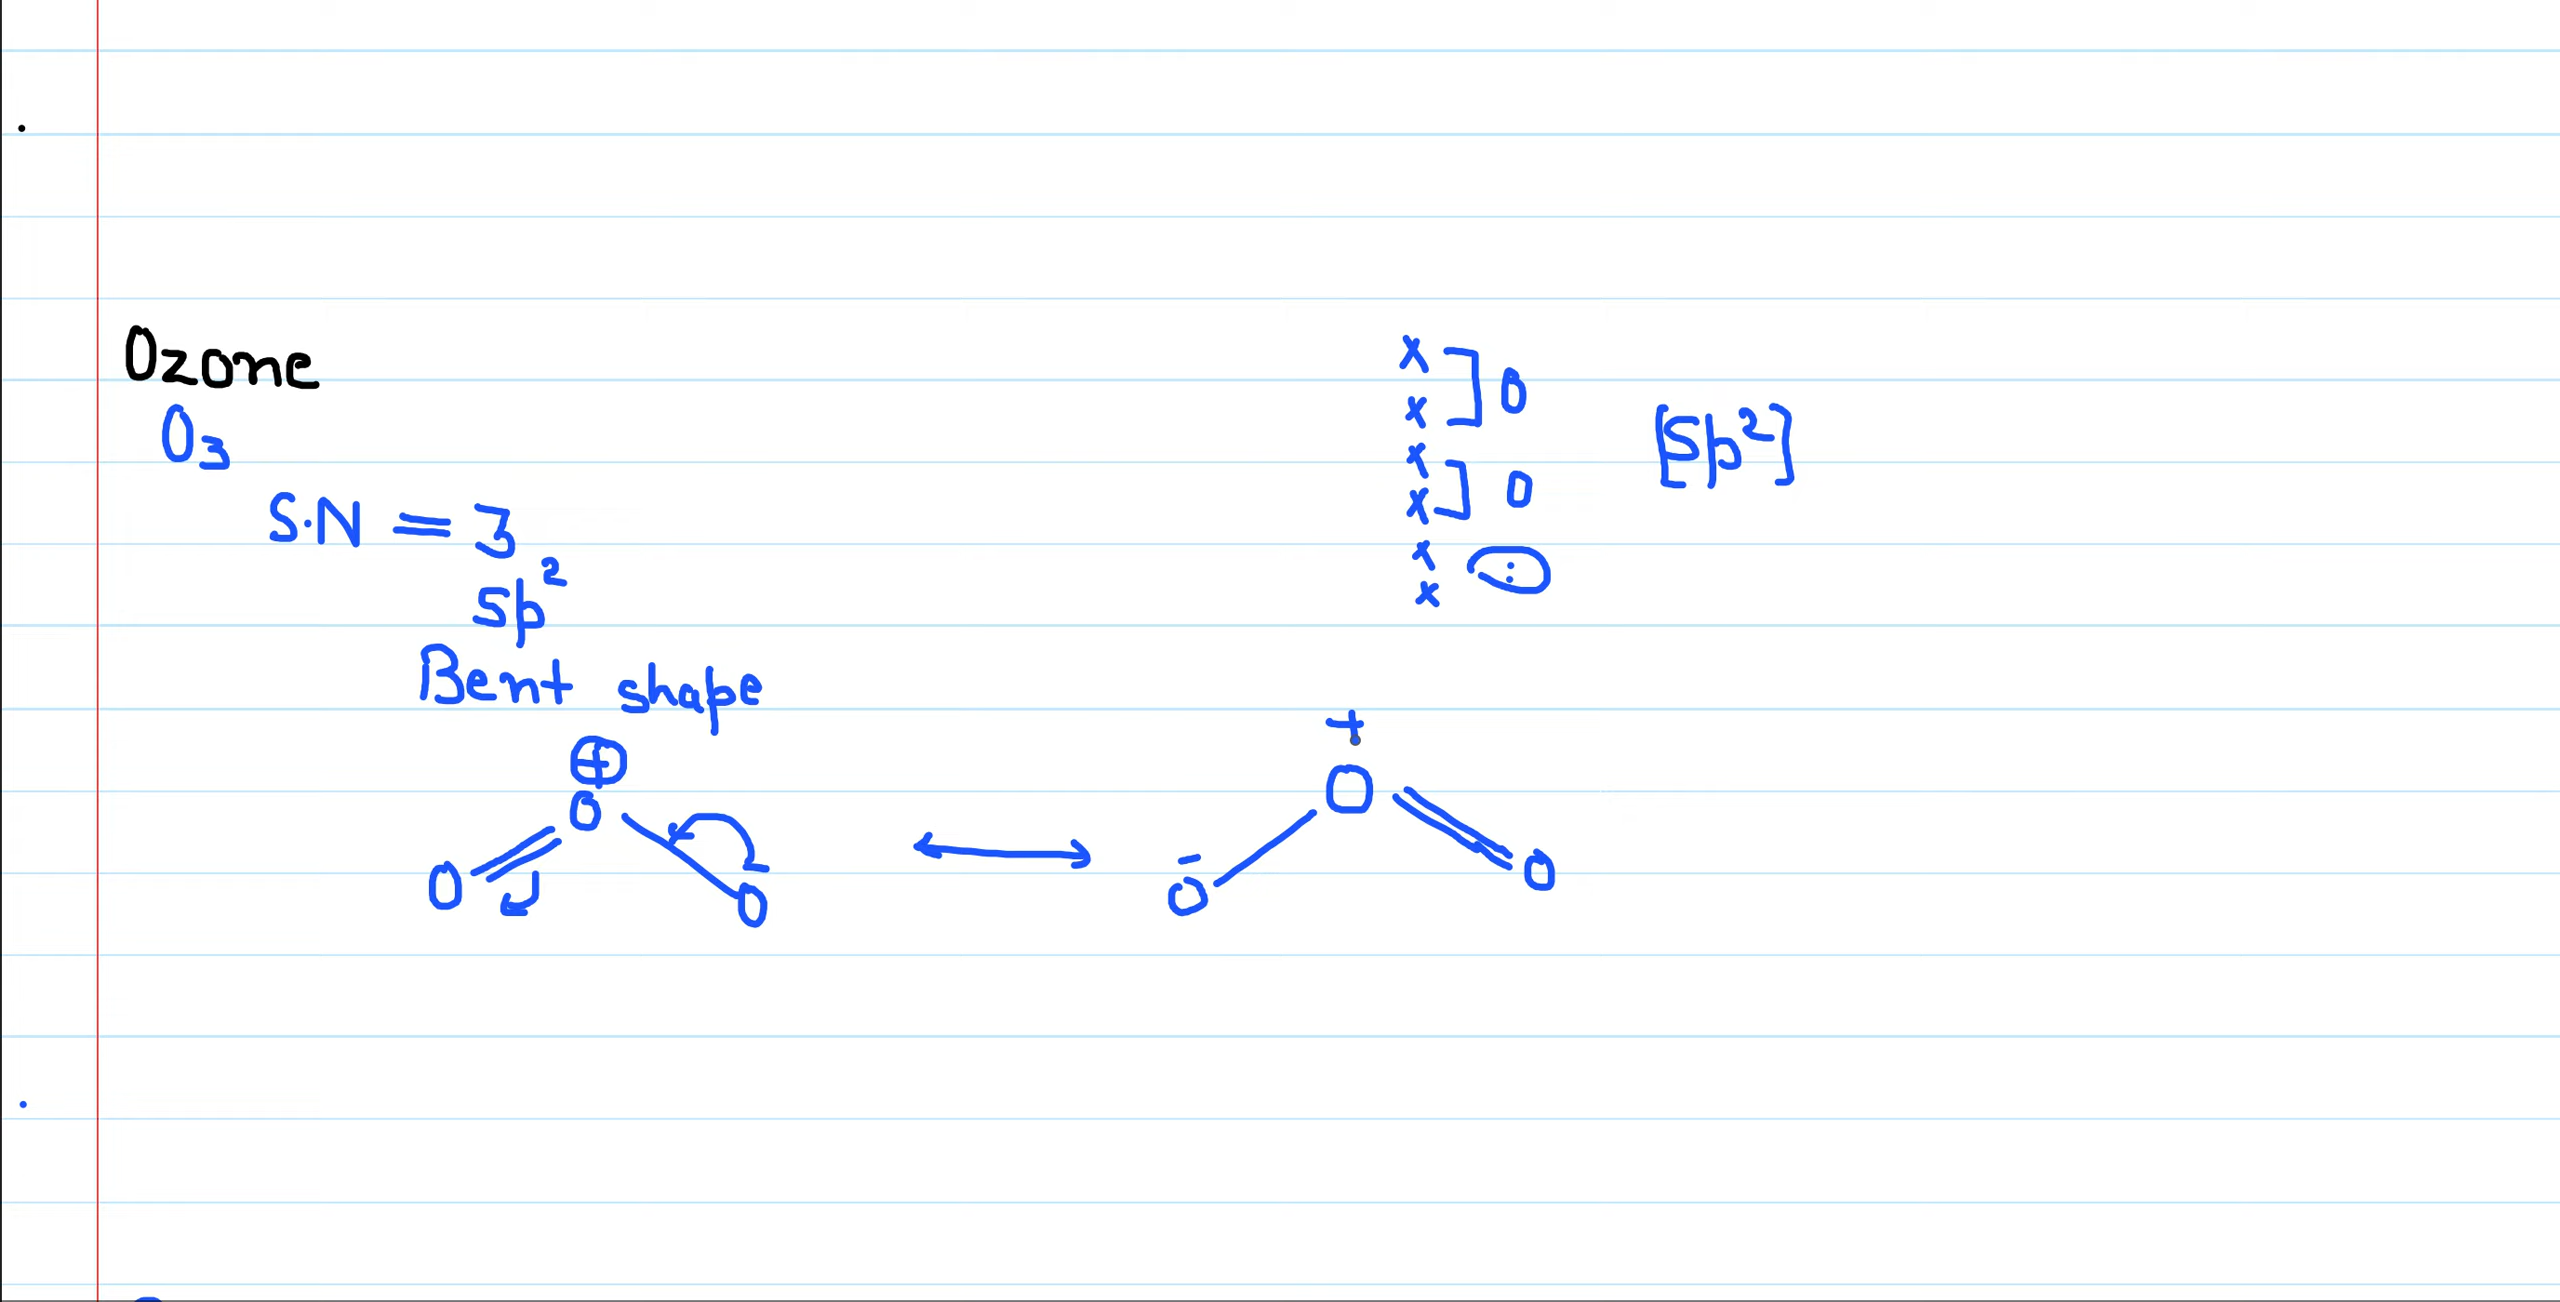 Ozone
O3
S.N = 3
sp²
Bent shape
x
x ] O
x
x ] O
x
x :
[sp²]
⊕
O = O - O⁻ ↔ O⁻ - O⁺ = O